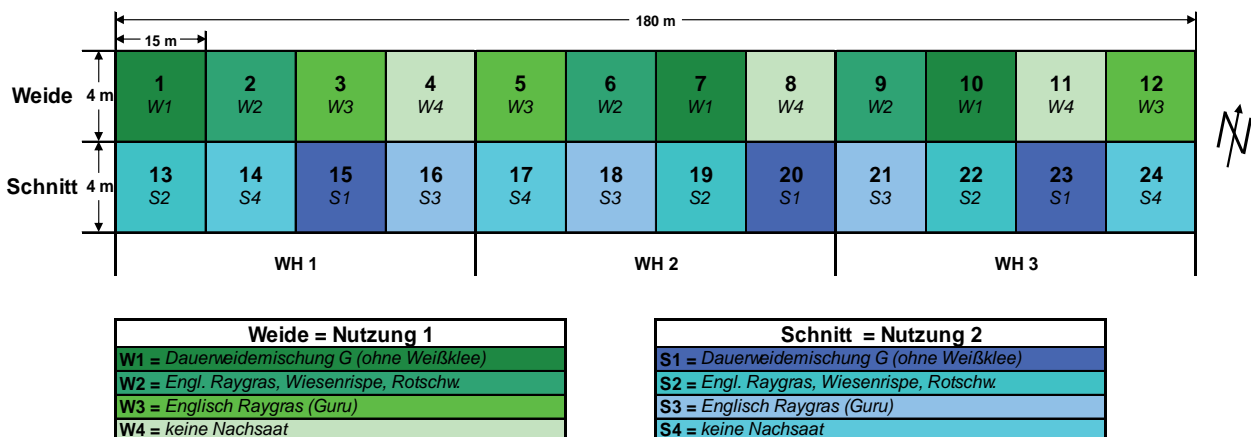 180 m
15 m
Weide 4 m
1 2 3 4 5 6 7 8 9 10 11 12
W1 W2 W3 W4 W3 W2 W1 W4 W2 W1 W4 W3
N
Schnitt 4 m
13 14 15 16 17 18 19 20 21 22 23 24
S2 S4 S1 S3 S4 S3 S2 S1 S3 S2 S1 S4
WH 1 WH 2 WH 3
Weide = Nutzung 1
W1 = Dauerweidemischung G (ohne Weißklee)
W2 = Engl. Raygras, Wiesenrispe, Rotschw.
W3 = Englisch Raygras (Guru)
W4 = keine Nachsaat
Schnitt = Nutzung 2
S1 = Dauerweidemischung G (ohne Weißklee)
S2 = Engl. Raygras, Wiesenrispe, Rotschw.
S3 = Englisch Raygras (Guru)
S4 = keine Nachsaat